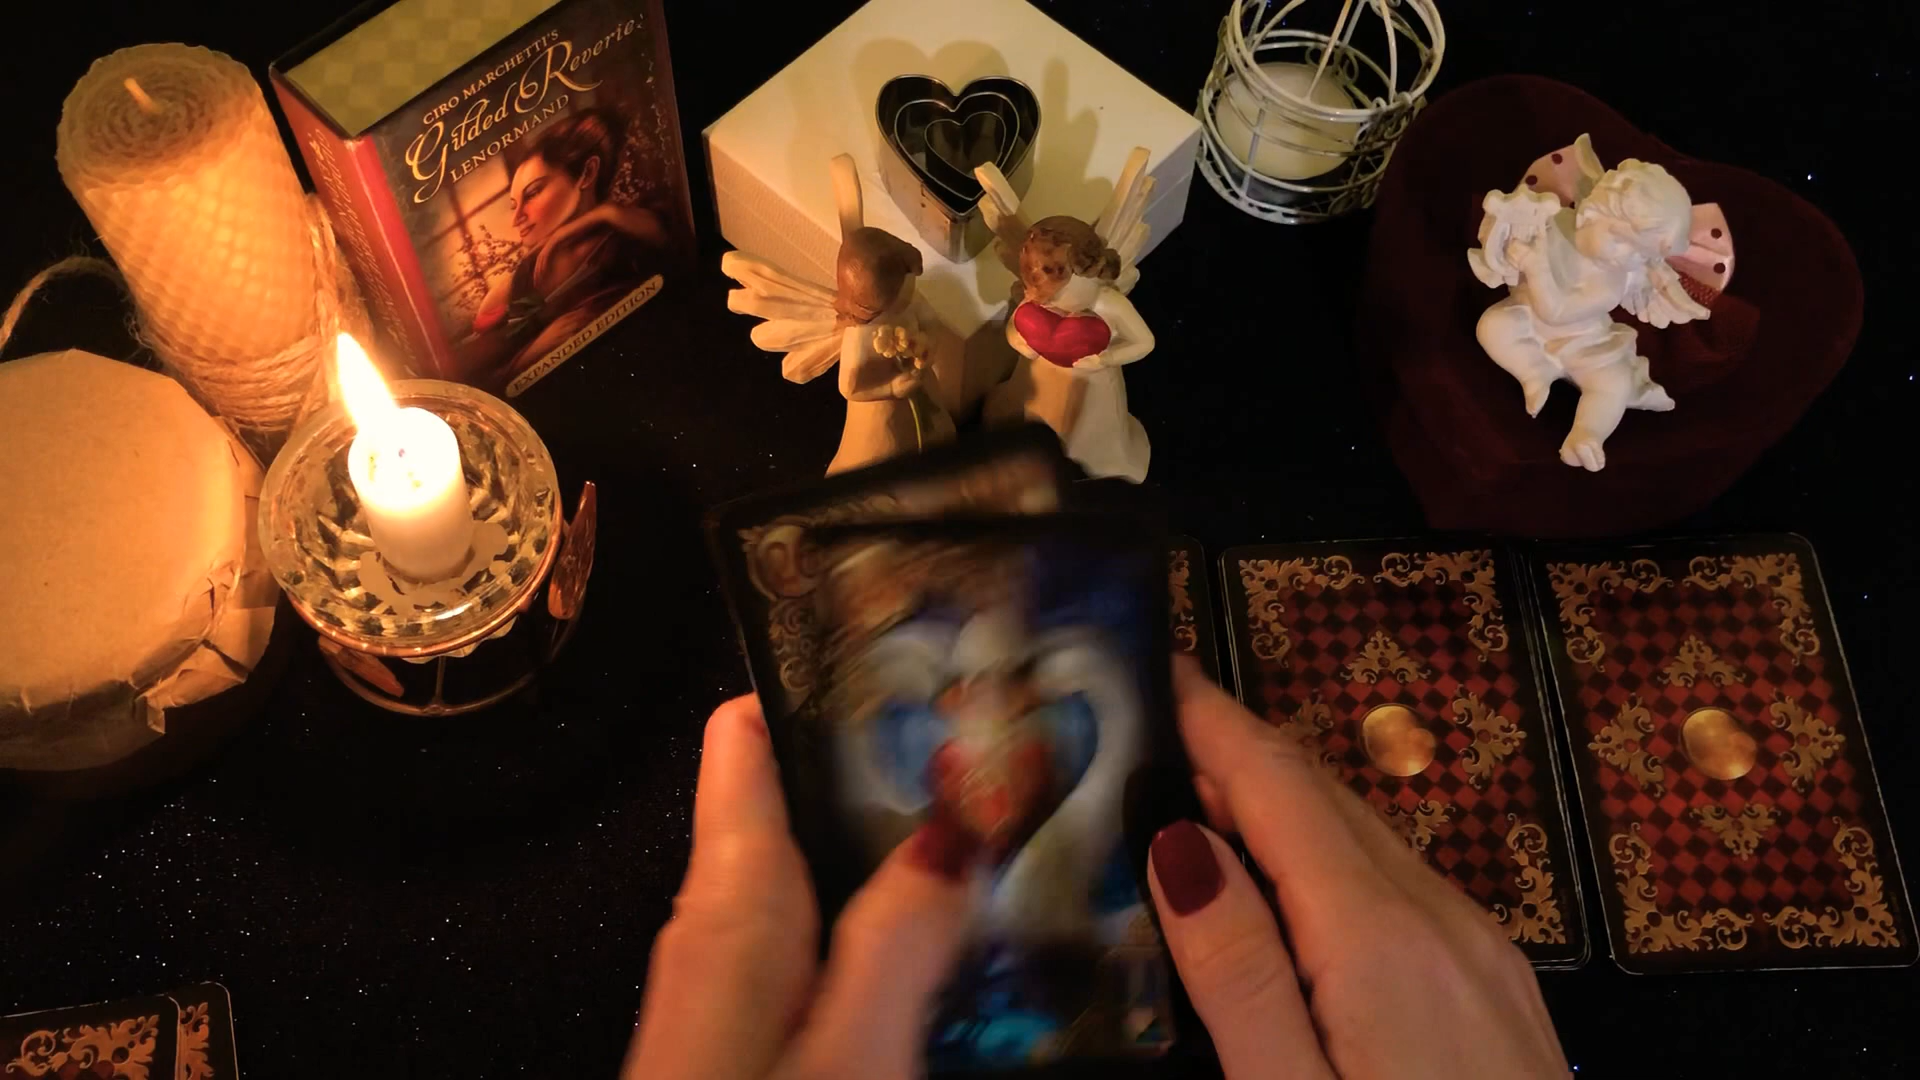 CIRO MARCHETTI'S
Gilded Reverie
LENORMAND
EXPANDED EDITION